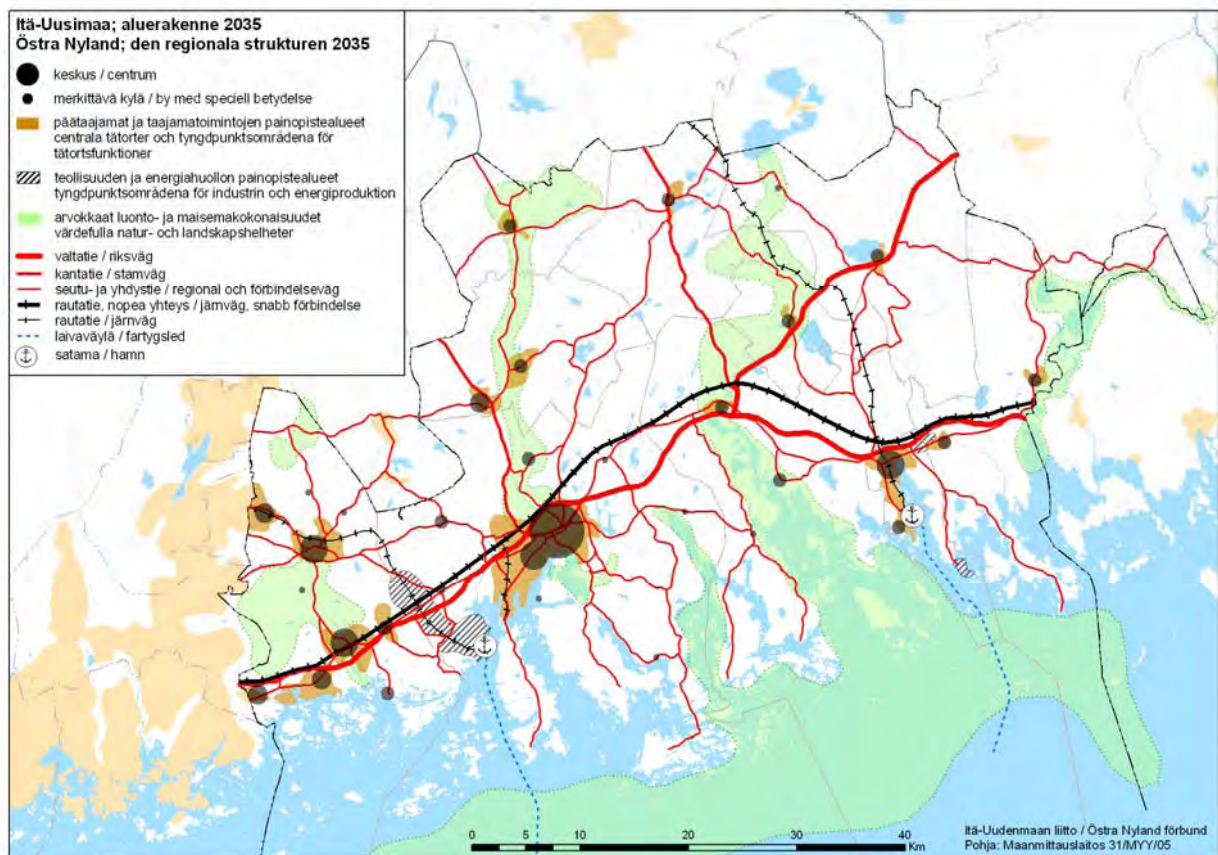 Itä-Uusimaa; aluerakenne 2035
Östra Nyland; den regionala strukturen 2035
keskus / centrum
merkittävä kylä / by med speciell betydelse
päätaajamat ja taajamatoimintojen painopistealueet
centrala tätorter och tyngdpunktsområdena för
tätortsfunktioner
teollisuuden ja energiahuollon painopistealueet
tyngdpunktsområdena för industrin och energiproduktion
arvokkaat luonto- ja maisemakokonaisuudet
värdefulla natur- och landskapshelheter
valtatie / riksväg
kantatie / stamväg
seutu- ja yhdystie / regional och förbindelseväg
rautatie, nopea yhteys / järnväg, snabb förbindelse
rautatie / järnväg
laivaväylä / fartygsled
satama / hamn
0 5 10 20 30 40
Km
Itä-Uudenmaan liitto / Östra Nyland förbund
Pohja: Maanmittauslaitos 31/MYY/05